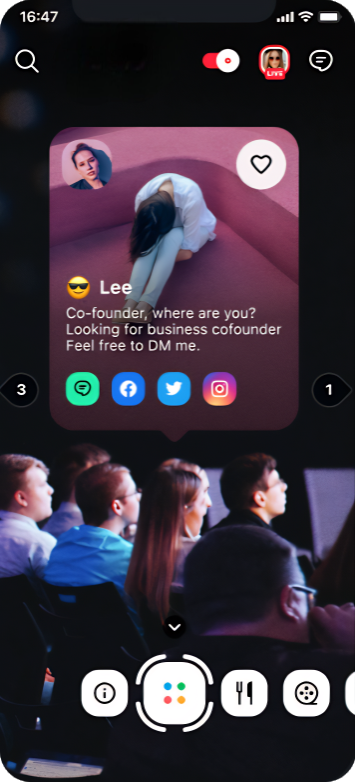 16:47
LIVE
😎 Lee
Co-founder, where are you?
Looking for business cofounder
Feel free to DM me.
3
1